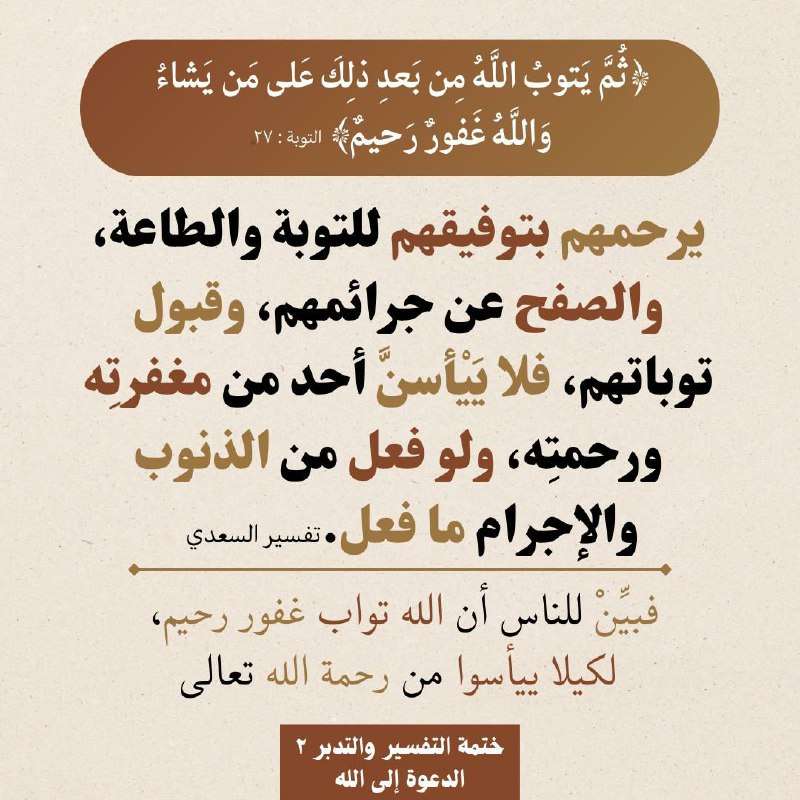 ﴿ثُمَّ يَتوبُ اللَّهُ مِن بَعدِ ذلِكَ عَلى مَن يَشاءُ
وَاللَّهُ غَفورٌ رَحيمٌ﴾ التوبة : ٢٧
يرحمهم بتوفيقهم للتوبة والطاعة،
والصفح عن جرائمهم، وقبول
توباتهم، فلا يَيْأسنَّ أحد من مغفرتِه
ورحمتِه، ولو فعل من الذنوب
والإجرام ما فعل. تفسير السعدي
فبيِّنْ للناس أن الله تواب غفور رحيم،
لكيلا ييأسوا من رحمة الله تعالى
ختمة التفسير والتدبر ٢
الدعوة إلى الله